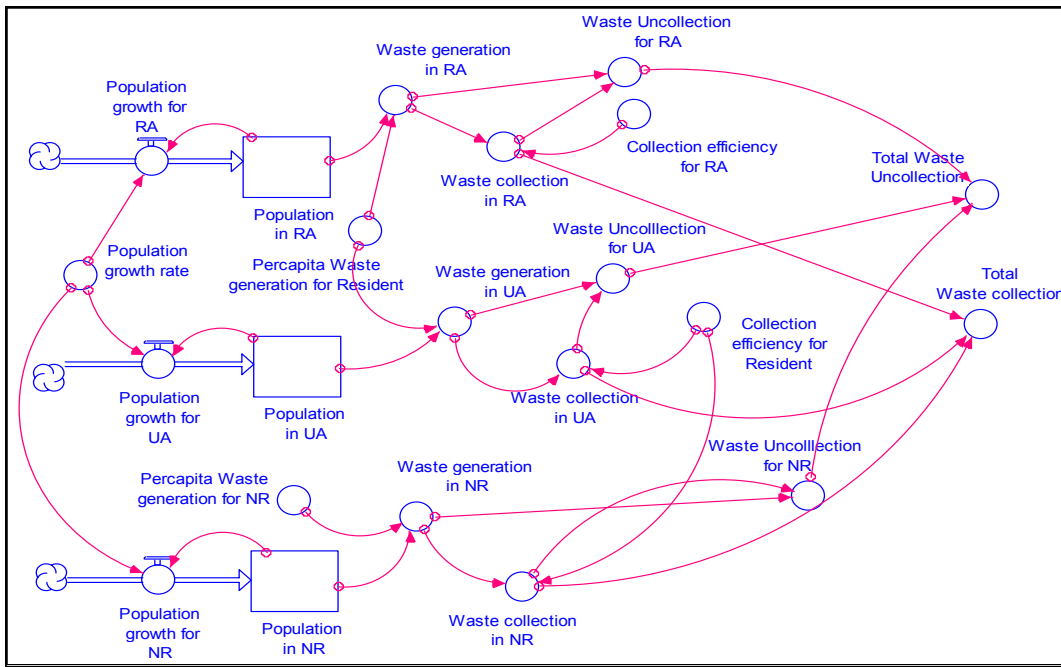 Waste Uncollection
for RA
Waste generation
in RA
Population
growth for
RA
Collection efficiency
for RA
Total Waste
Uncollection
Waste collection
in RA
Population
in RA
Waste Uncolllection
for UA
Population
growth rate
Percapita Waste
generation for Resident
Waste generation
in UA
Total
Waste collection
Collection
efficiency for
Resident
Population
growth for
UA
Population
in UA
Waste collection
in UA
Waste Uncolllection
for NR
Percapita Waste
generation for NR
Waste generation
in NR
Population
growth for
NR
Population
in NR
Waste collection
in NR